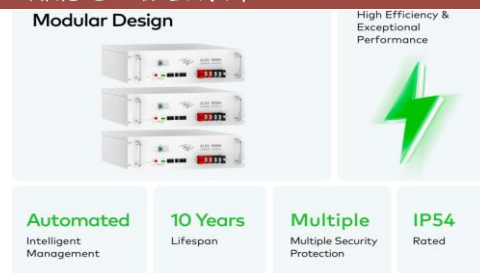 Modular Design
High Efficiency &
Exceptional
Performance
Automated
Intelligent
Management
10 Years
Lifespan
Multiple
Multiple Security
Protection
IP54
Rated